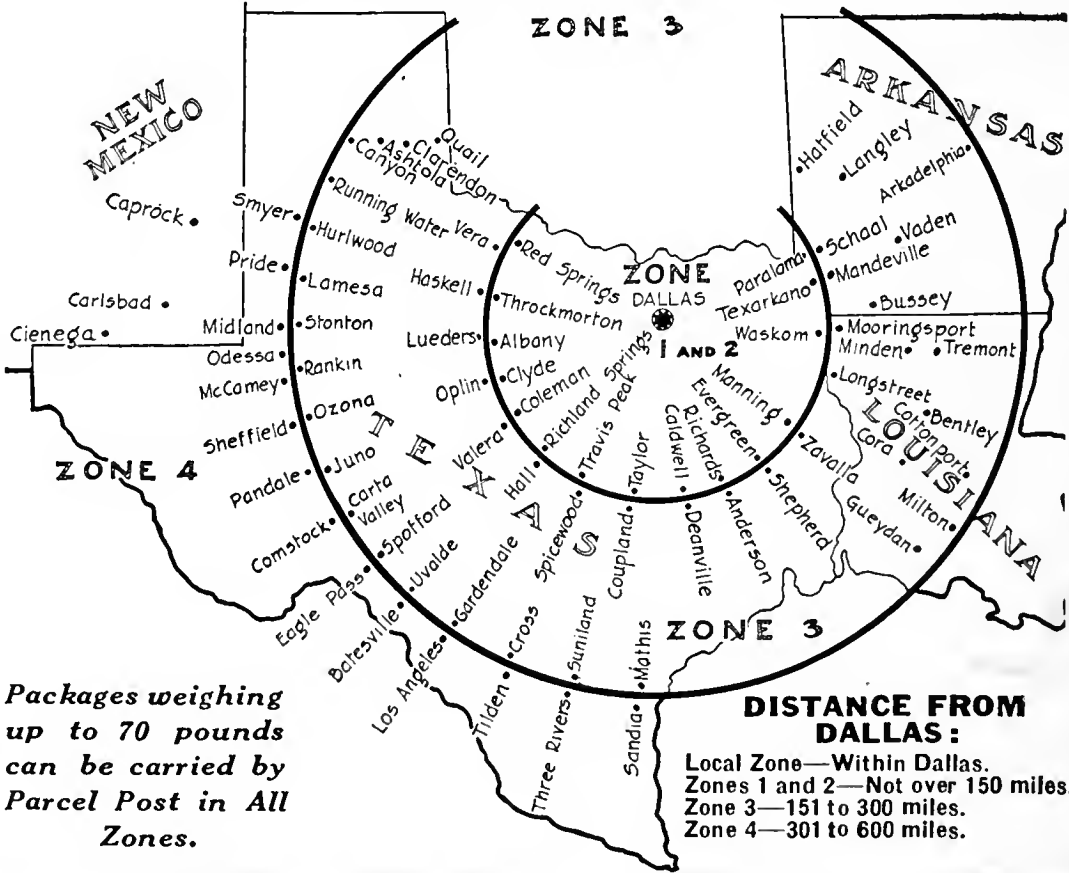 ZONE 3
NEW
MEXICO
ARKANSAS
Quail
Clarendon
Ashtola
Canyon
Running Water
Vera
Red Springs
Hatfield
Langley
Arkadelphia
Caprock
Smyer
Hurlwood
Schaal
Vaden
Mandeville
Paraloma
Texarkana
Pride
Lamesa
Haskell
Throckmorton
ZONE
DALLAS
1 AND 2
Bussey
Carlsbad
Cienega
Midland
Stanton
Lueders
Albany
Waskom
Mooringsport
Minden
Tremont
Odessa
Rankin
McCamey
Oplin
Clyde
Coleman
Richland Springs
Travis Peak
Manning
Evergreen
Richards
Caldwell
Taylor
Longstreet
Bentley
Cottonport
Cora
LOUISIANA
Sheffield
Ozona
TEXAS
Valera
Hall
Zavalla
Milton
Gueydan
ZONE 4
Pandale
Juno
Carta
Valley
Comstock
Spofford
Uvalde
Gardendale
Spicewood
Coupland
Deanville
Anderson
Shepherd
Eagle Pass
Batesville
Los Angeles
Cross
Tilden
Suniland
Three Rivers
Mathis
Sandia
ZONE 3
Packages weighing
up to 70 pounds
can be carried by
Parcel Post in All
Zones.
DISTANCE FROM
DALLAS:
Local Zone—Within Dallas.
Zones 1 and 2—Not over 150 miles.
Zone 3—151 to 300 miles.
Zone 4—301 to 600 miles.